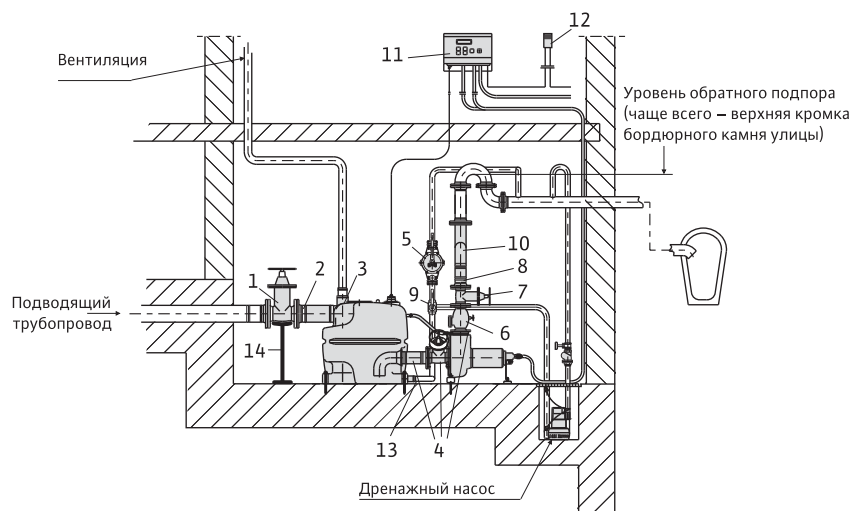 12
11
Вентиляция
Уровень обратного подпора
(чаще всего – верхняя кромка
бордюрного камня улицы)
5
10
1
2
3
8
7
9
6
Подводящий
трубопровод
14
13
4
Дренажный насос